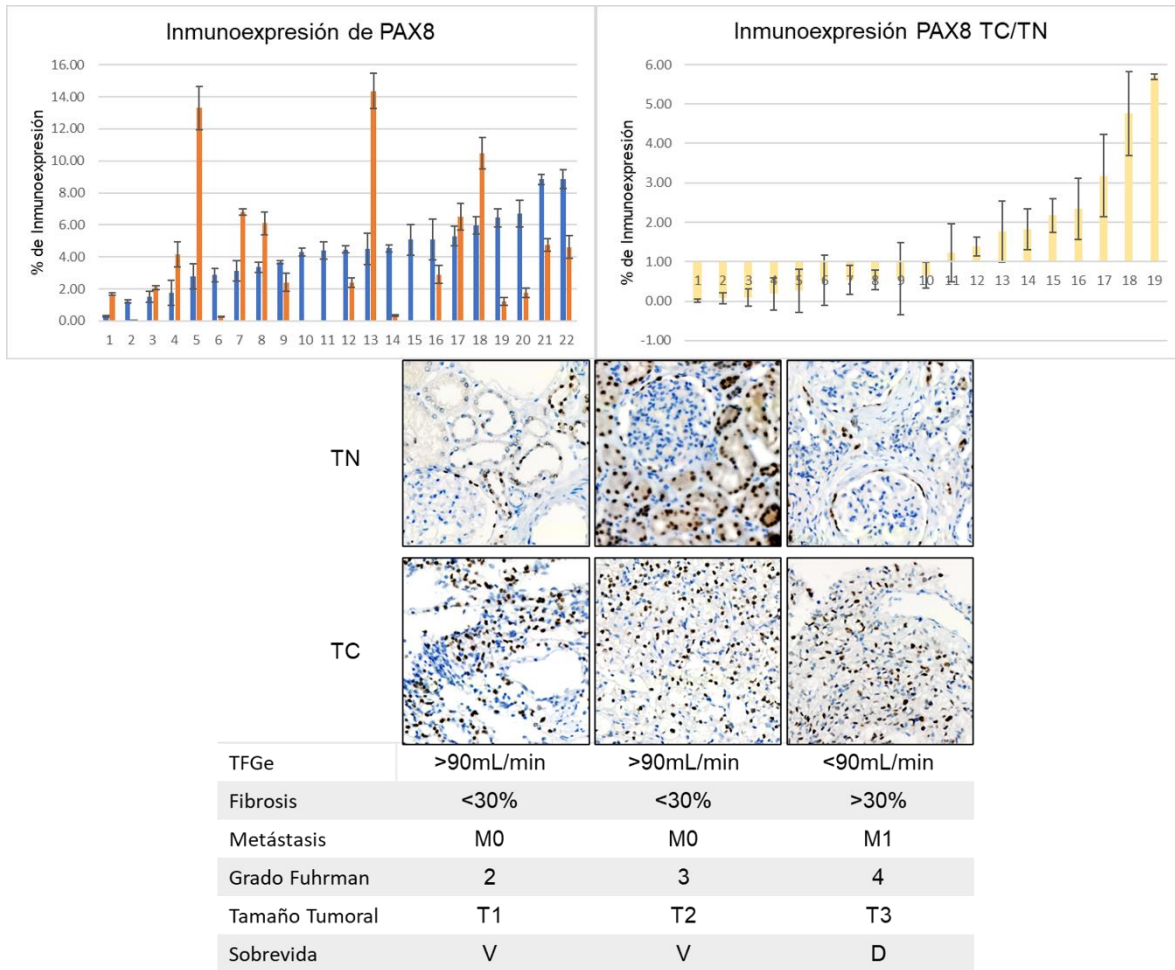 Inmunoexpresión de PAX8
% de Inmunoexpresión
16.00
14.00
12.00
10.00
8.00
6.00
4.00
2.00
0.00
1 2 3 4 5 6 7 8 9 10 11 12 13 14 15 16 17 18 19 20 21 22
Inmunoexpresión PAX8 TC/TN
% de Inmunoexpresión
6.00
5.00
4.00
3.00
2.00
1.00
0.00
-1.00
1 2 3 4 5 6 7 8 9 10 11 12 13 14 15 16 17 18 19
TN
TC
TFGe >90mL/min >90mL/min <90mL/min
Fibrosis <30% <30% >30%
Metástasis M0 M0 M1
Grado Fuhrman 2 3 4
Tamaño Tumoral T1 T2 T3
Sobrevida V V D